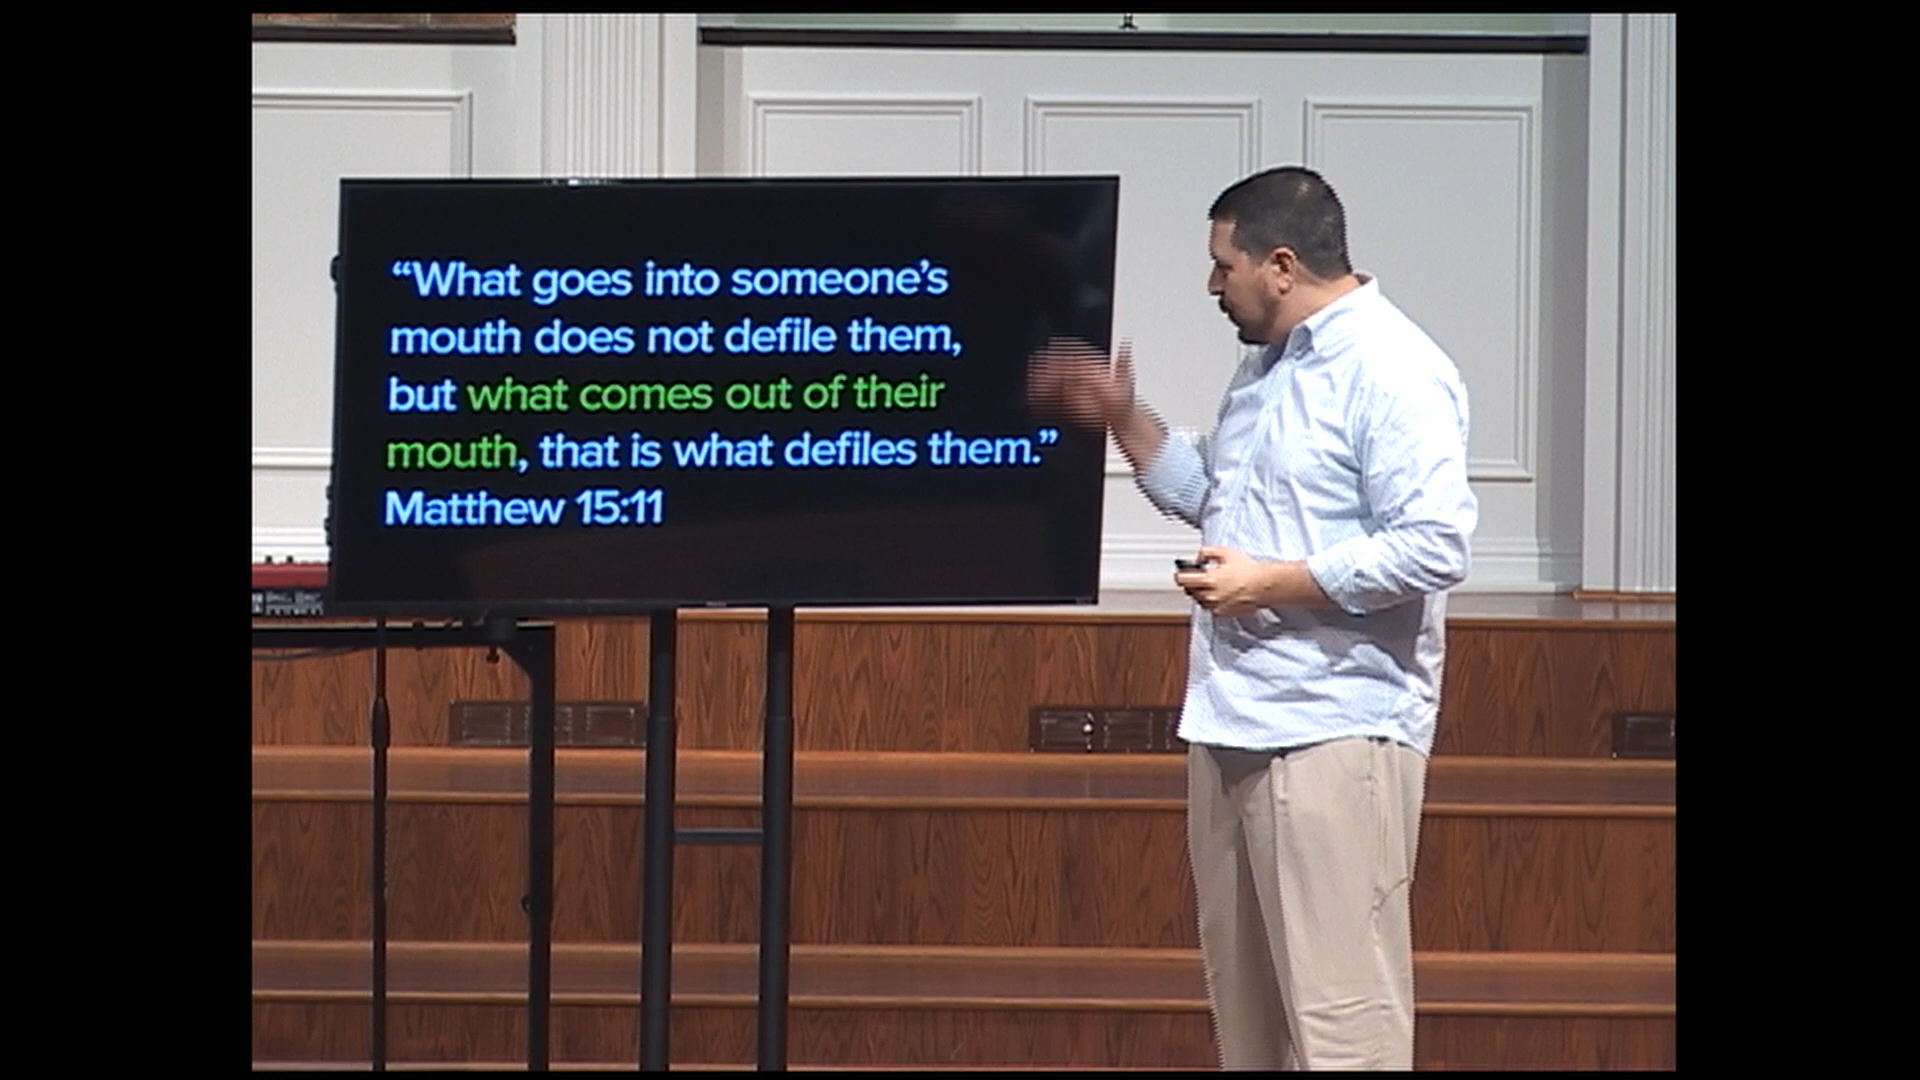 “What goes into someone’s
mouth does not defile them,
but what comes out of their
mouth, that is what defiles them.”
Matthew 15:11